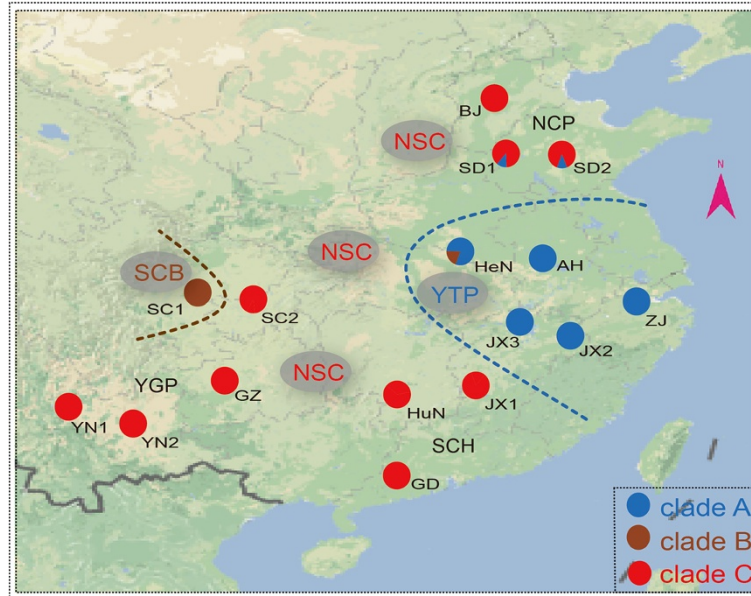 BJ
NCP
NSC
SD1
SD2
N
NSC
HeN
AH
SCB
YTP
SC1
SC2
ZJ
JX3
JX2
NSC
YGP
GZ
HuN
JX1
YN1
YN2
SCH
GD
clade A
clade B
clade C